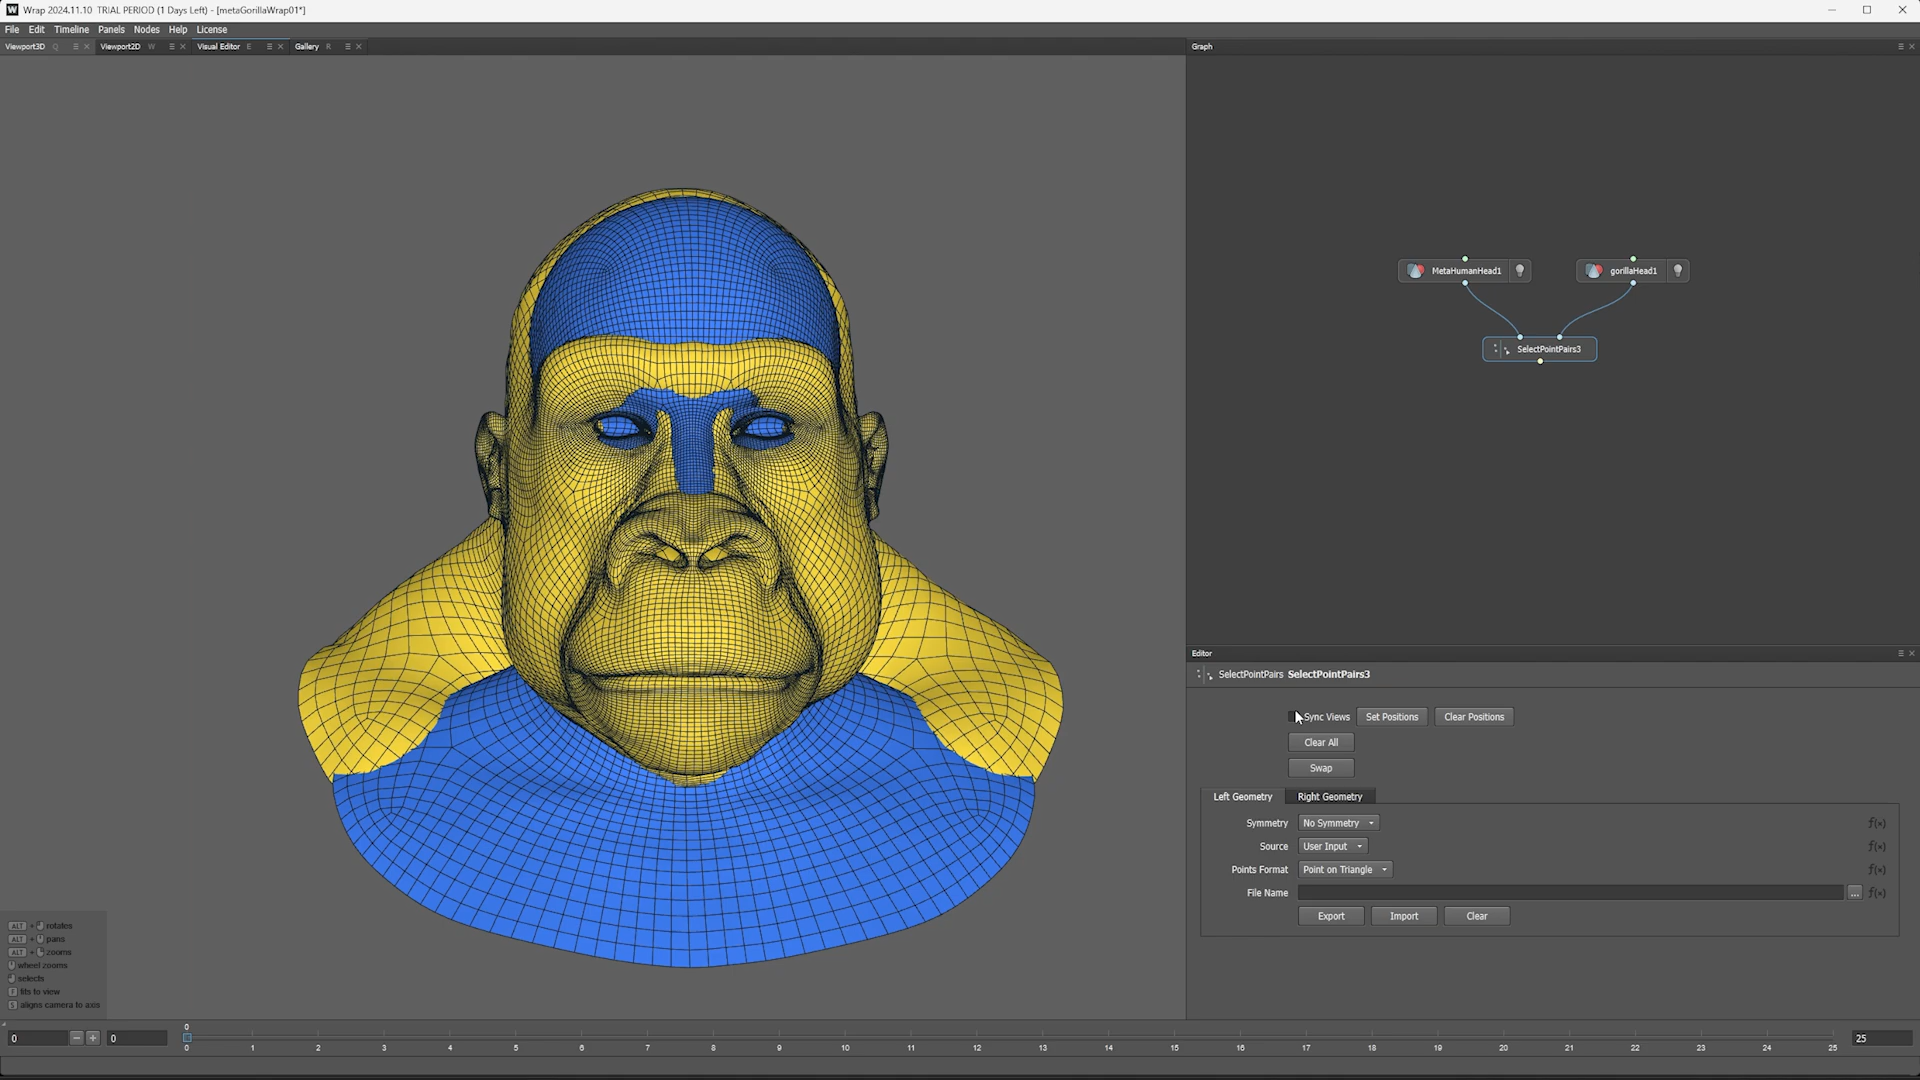 Wrap 2024.11.10 TRIAL PERIOD (1 Days Left) - [metaGorillaWrap01*]
File Edit Timeline Panels Nodes Help License
Viewport3D Q Viewport2D W Visual Editor E Gallery R
Graph
MetaHumanHead1
gorillaHead1
SelectPointPairs3
Editor
SelectPointPairs SelectPointPairs3
Sync Views Set Positions Clear Positions
Clear All
Swap
Left Geometry Right Geometry
Symmetry No Symmetry f(x)
Source User Input f(x)
Points Format Point on Triangle f(x)
File Name ... f(x)
Export Import Clear
ALT + rotates
ALT + pans
ALT + zooms
wheel zooms
selects
F fits to view
S aligns camera to axis
0 − + 0
0
0 1 2 3 4 5 6 7 8 9 10 11 12 13 14 15 16 17 18 19 20 21 22 23 24 25
25